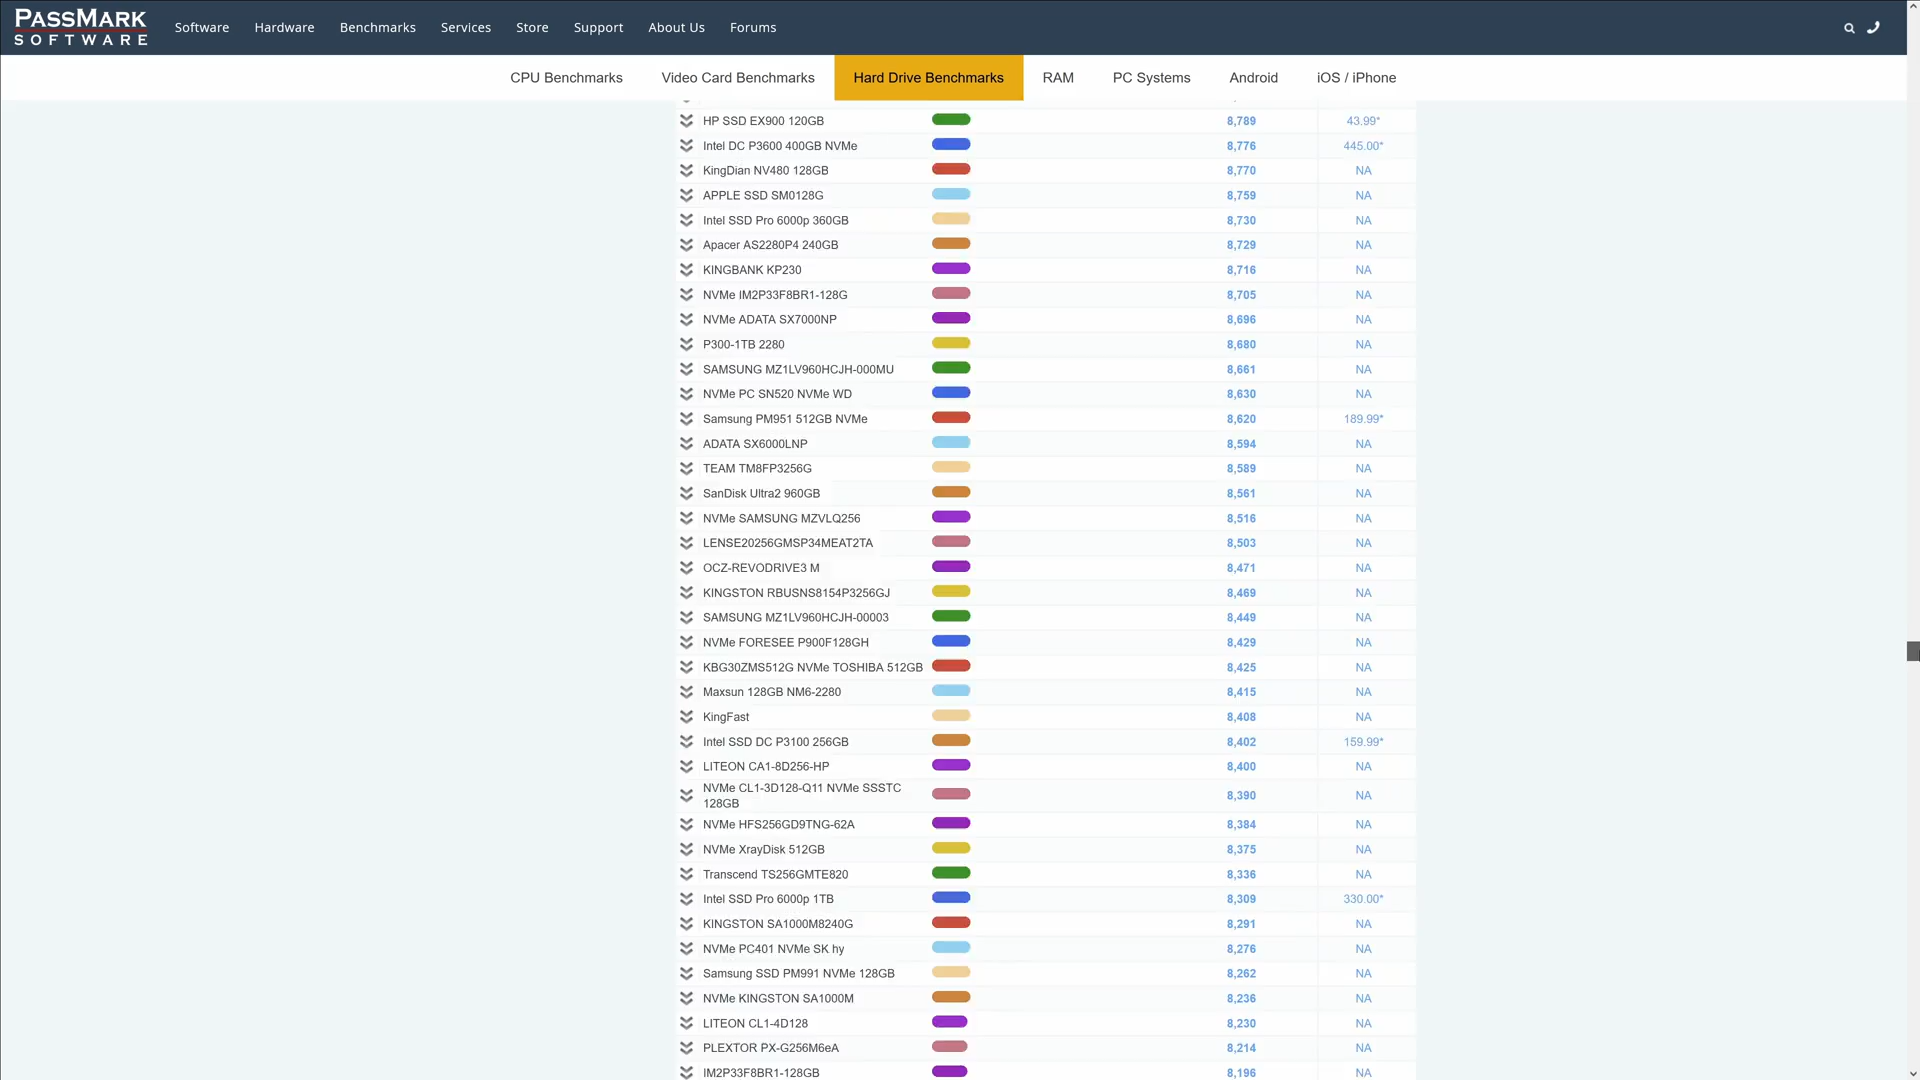 PASSMARK
SOFTWARE
Software Hardware Benchmarks Services Store Support About Us Forums
CPU Benchmarks Video Card Benchmarks Hard Drive Benchmarks RAM PC Systems Android iOS / iPhone
HP SSD EX900 120GB 8,789 43.99*
Intel DC P3600 400GB NVMe 8,776 445.00*
KingDian NV480 128GB 8,770 NA
APPLE SSD SM0128G 8,759 NA
Intel SSD Pro 6000p 360GB 8,730 NA
Apacer AS2280P4 240GB 8,729 NA
KINGBANK KP230 8,716 NA
NVMe IM2P33F8BR1-128G 8,705 NA
NVMe ADATA SX7000NP 8,696 NA
P300-1TB 2280 8,680 NA
SAMSUNG MZ1LV960HCJH-000MU 8,661 NA
NVMe PC SN520 NVMe WD 8,630 NA
Samsung PM951 512GB NVMe 8,620 189.99*
ADATA SX6000LNP 8,594 NA
TEAM TM8FP3256G 8,589 NA
SanDisk Ultra2 960GB 8,561 NA
NVMe SAMSUNG MZVLQ256 8,516 NA
LENSE20256GMSP34MEAT2TA 8,503 NA
OCZ-REVODRIVE3 M 8,471 NA
KINGSTON RBUSNS8154P3256GJ 8,469 NA
SAMSUNG MZ1LV960HCJH-00003 8,449 NA
NVMe FORESEE P900F128GH 8,429 NA
KBG30ZMS512G NVMe TOSHIBA 512GB 8,425 NA
Maxsun 128GB NM6-2280 8,415 NA
KingFast 8,408 NA
Intel SSD DC P3100 256GB 8,402 159.99*
LITEON CA1-8D256-HP 8,400 NA
NVMe CL1-3D128-Q11 NVMe SSSTC
128GB 8,390 NA
NVMe HFS256GD9TNG-62A 8,384 NA
NVMe XrayDisk 512GB 8,375 NA
Transcend TS256GMTE820 8,336 NA
Intel SSD Pro 6000p 1TB 8,309 330.00*
KINGSTON SA1000M8240G 8,291 NA
NVMe PC401 NVMe SK hy 8,276 NA
Samsung SSD PM991 NVMe 128GB 8,262 NA
NVMe KINGSTON SA1000M 8,236 NA
LITEON CL1-4D128 8,230 NA
PLEXTOR PX-G256M6eA 8,214 NA
IM2P33F8BR1-128GB 8,196 NA